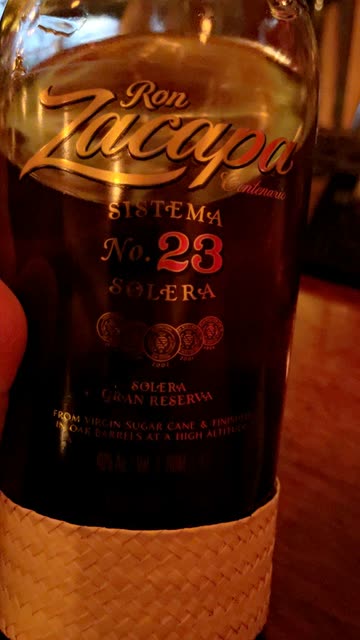 Ron
Zacapa
Centenario
SISTEMA
No. 23
SOLERA
SOLERA
GRAN RESERVA
FROM VIRGIN SUGAR CANE & FINISHED
IN OAK BARRELS AT A HIGH ALTITUDE